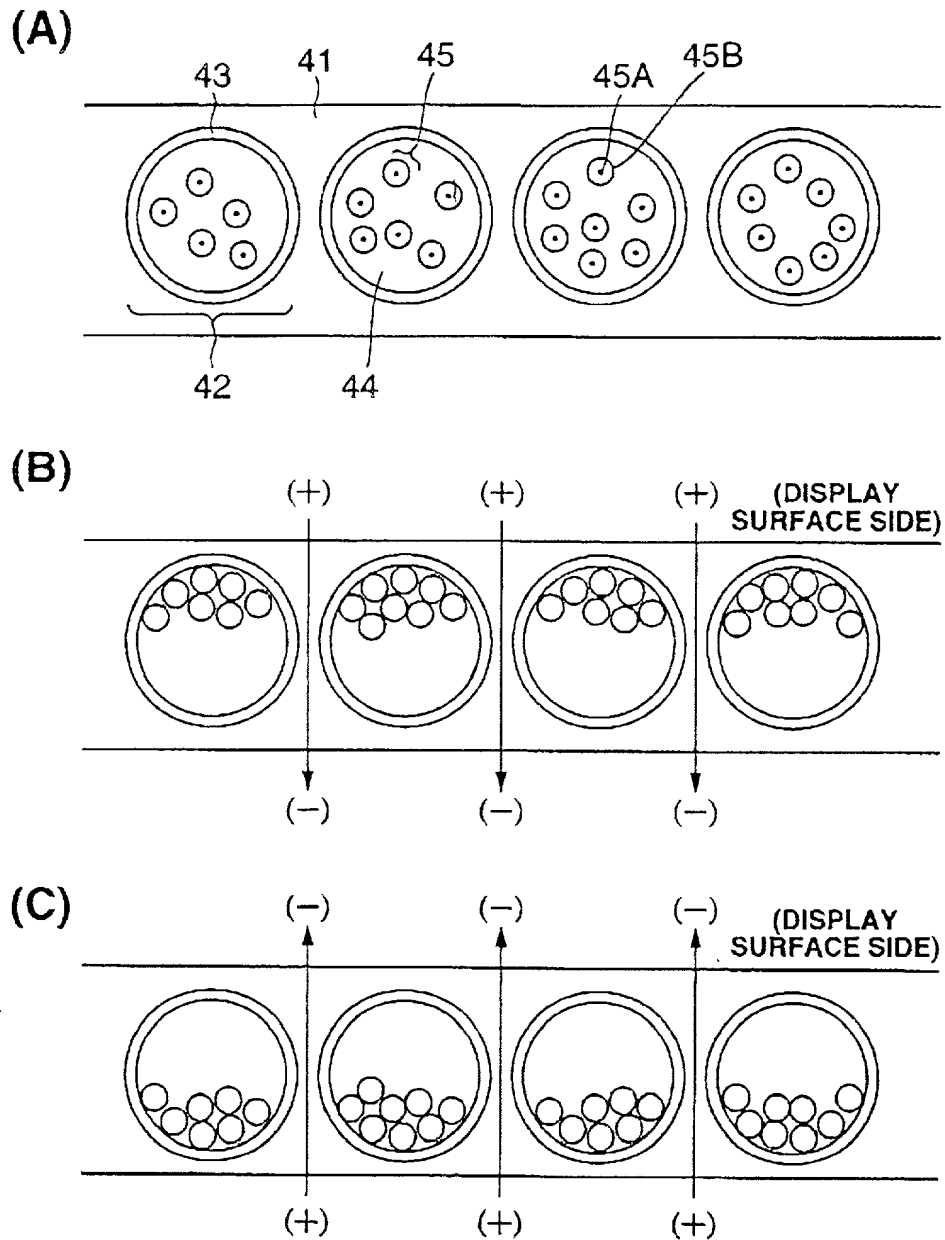 (A)
43
41
45
45A
45B
42
44
(B)
(+)
(+)
(+)
(DISPLAY
SURFACE SIDE)
(−)
(−)
(−)
(C)
(−)
(−)
(−)
(DISPLAY
SURFACE SIDE)
(+)
(+)
(+)